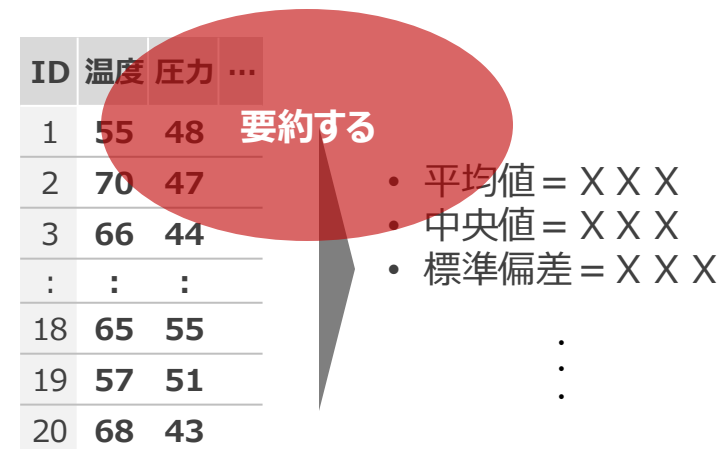 ID 温度 圧力 …
1 55 48
2 70 47
3 66 44
: : :
18 65 55
19 57 51
20 68 43
要約する
• 平均値＝ＸＸＸ
• 中央値＝ＸＸＸ
• 標準偏差＝ＸＸＸ
.
.
.